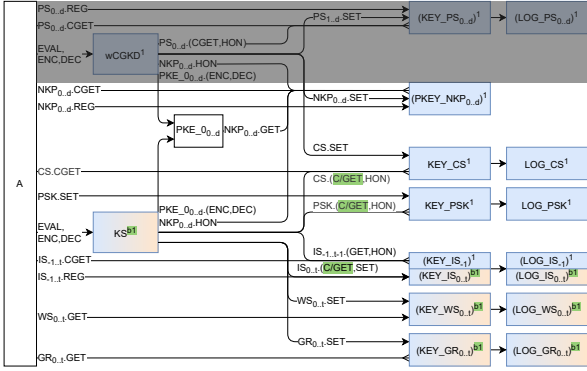 PS₀..d.REG
PS₀..d.CGET
PS₁..d.SET
(KEY_PS₀..d)¹
(LOG_PS₀..d)¹
EVAL,
ENC,DEC
wCGKD¹
PS₀..d.(CGET,HON)
NKP₀..d.HON
PKE_0₀..d.(ENC,DEC)
NKP₀..d.CGET
NKP₀..d.SET
(PKEY_NKP₀..d)¹
NKP₀..d.REG
PKE_0₀..d
NKP₀..d.GET
CS.SET
A
CS.CGET
KEY_CS¹
LOG_CS¹
CS.(C/GET,HON)
PSK.SET
KEY_PSK¹
LOG_PSK¹
PSK.(C/GET,HON)
PKE_0₀..d.(ENC,DEC)
NKP₀..d.HON
EVAL,
ENC,DEC
KSᵇ¹
IS₋₁..t-1.(GET,HON)
IS₋₁..t.CGET
(KEY_IS₋₁)¹
(LOG_IS₋₁)¹
IS₀..t.(C/GET,SET)
IS₋₁..t.REG
(KEY_IS₀..t)ᵇ¹
(LOG_IS₀..t)ᵇ¹
WS₀..t.SET
(KEY_WS₀..t)ᵇ¹
(LOG_WS₀..t)ᵇ¹
WS₀..t.GET
GR₀..t.SET
(KEY_GR₀..t)ᵇ¹
(LOG_GR₀..t)ᵇ¹
GR₀..t.GET